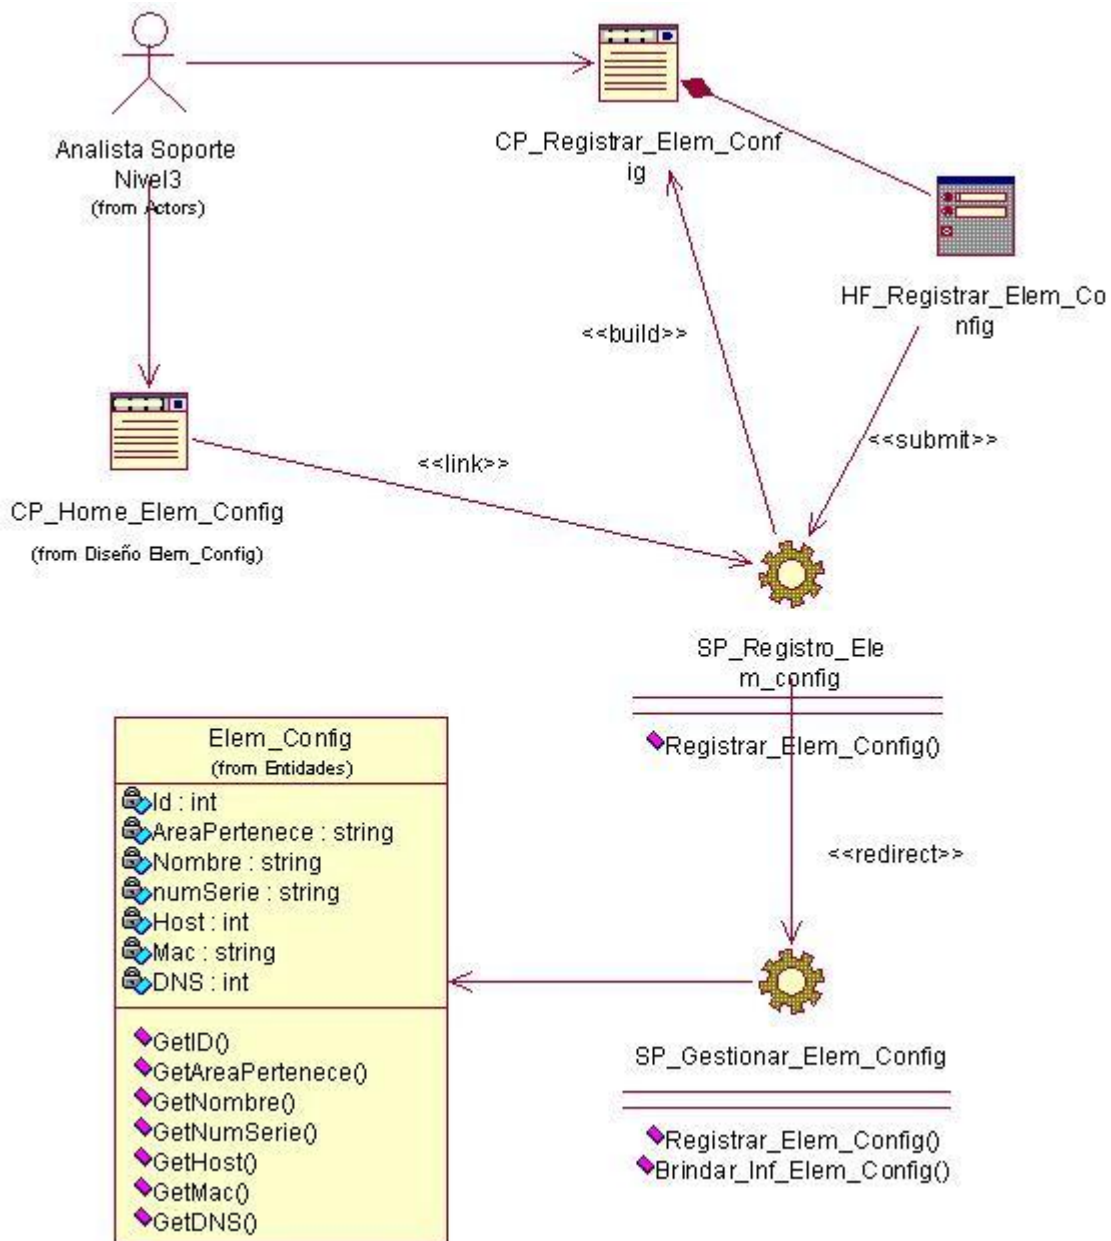 Analista Soporte
Nivel3
(from Actors)
CP_Registrar_Elem_Conf
ig
HF_Registrar_Elem_Co
nfig
<<build>>
<<submit>>
<<link>>
CP_Home_Elem_Config
(from Diseño Elem_Config)
SP_Registro_Ele
m_config
Registrar_Elem_Config()
Elem_Config
(from Entidades)
Id : int
AreaPertenece : string
Nombre : string
numSerie : string
Host : int
Mac : string
DNS : int
GetID()
GetAreaPertenece()
GetNombre()
GetNumSerie()
GetHost()
GetMac()
GetDNS()
<<redirect>>
SP_Gestionar_Elem_Config
Registrar_Elem_Config()
Brindar_Inf_Elem_Config()